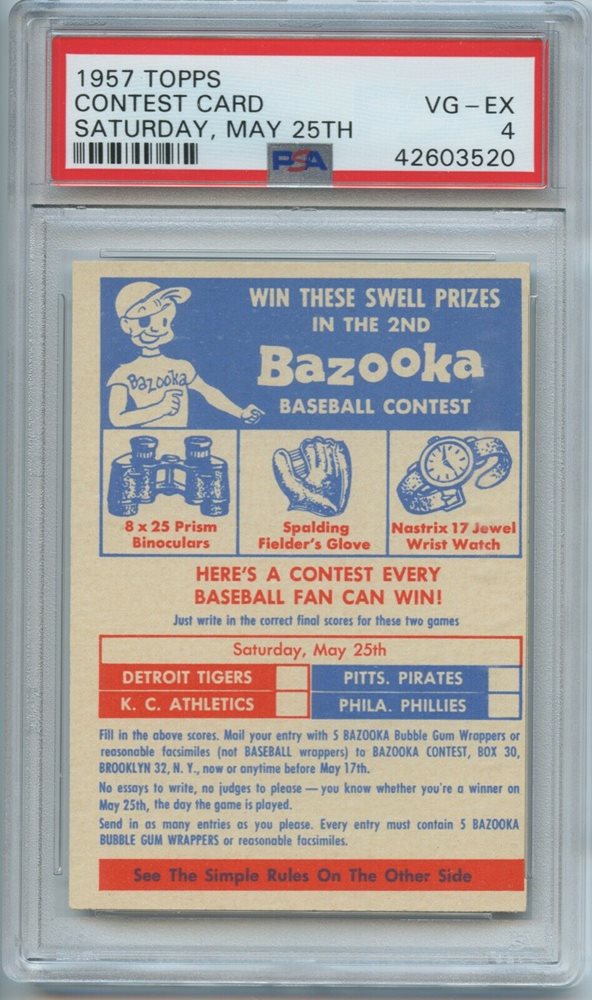 1957 TOPPS
CONTEST CARD VG-EX
SATURDAY, MAY 25TH 4
PSA 42603520
WIN THESE SWELL PRIZES
IN THE 2ND
Bazooka
Bazooka
BASEBALL CONTEST
8 x 25 Prism
Binoculars
Spalding
Fielder's Glove
Nastrix 17 Jewel
Wrist Watch
HERE'S A CONTEST EVERY
BASEBALL FAN CAN WIN!
Just write in the correct final scores for these two games
Saturday, May 25th
DETROIT TIGERS PITTS. PIRATES
K. C. ATHLETICS PHILA. PHILLIES
Fill in the above scores. Mail your entry with 5 BAZOOKA Bubble Gum Wrappers or
reasonable facsimiles (not BASEBALL wrappers) to BAZOOKA CONTEST, BOX 30,
BROOKLYN 32, N. Y., now or anytime before May 17th.
No essays to write, no judges to please — you know whether you're a winner on
May 25th, the day the game is played.
Send in as many entries as you please. Every entry must contain 5 BAZOOKA
BUBBLE GUM WRAPPERS or reasonable facsimiles.
See The Simple Rules On The Other Side